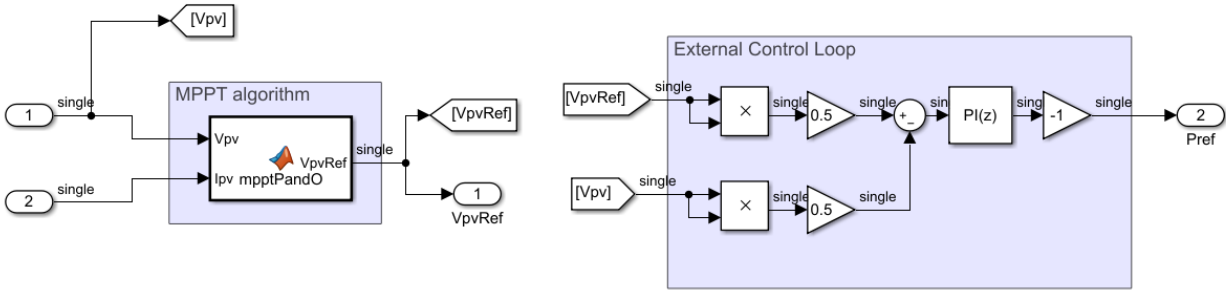 [Vpv]
1
single
2
single
MPPT algorithm
Vpv
Ipv
VpvRef
mpptPandO
single
[VpvRef]
1
VpvRef
External Control Loop
[VpvRef]
single
×
single
0.5
single
+
−
sin
PI(z)
sing
-1
single
2
Pref
[Vpv]
single
×
single
0.5
single